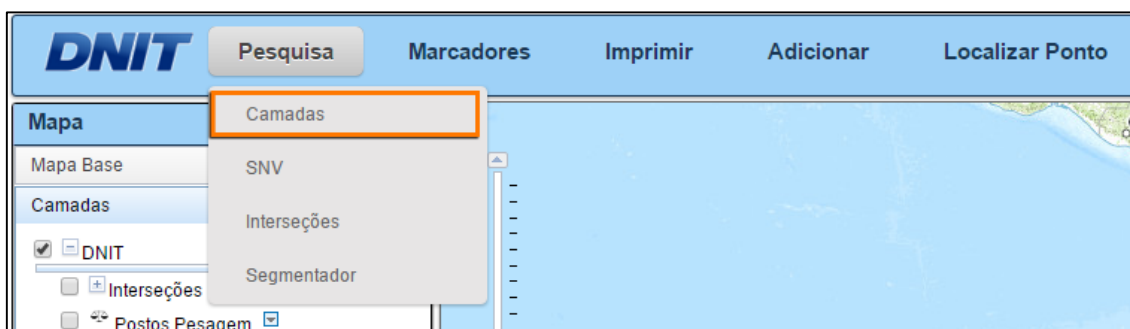 DNIT Pesquisa Marcadores Imprimir Adicionar Localizar Ponto
Mapa
Camadas
Mapa Base
SNV
Camadas
Interseções
DNIT
Segmentador
Interseções
Postos Pesagem